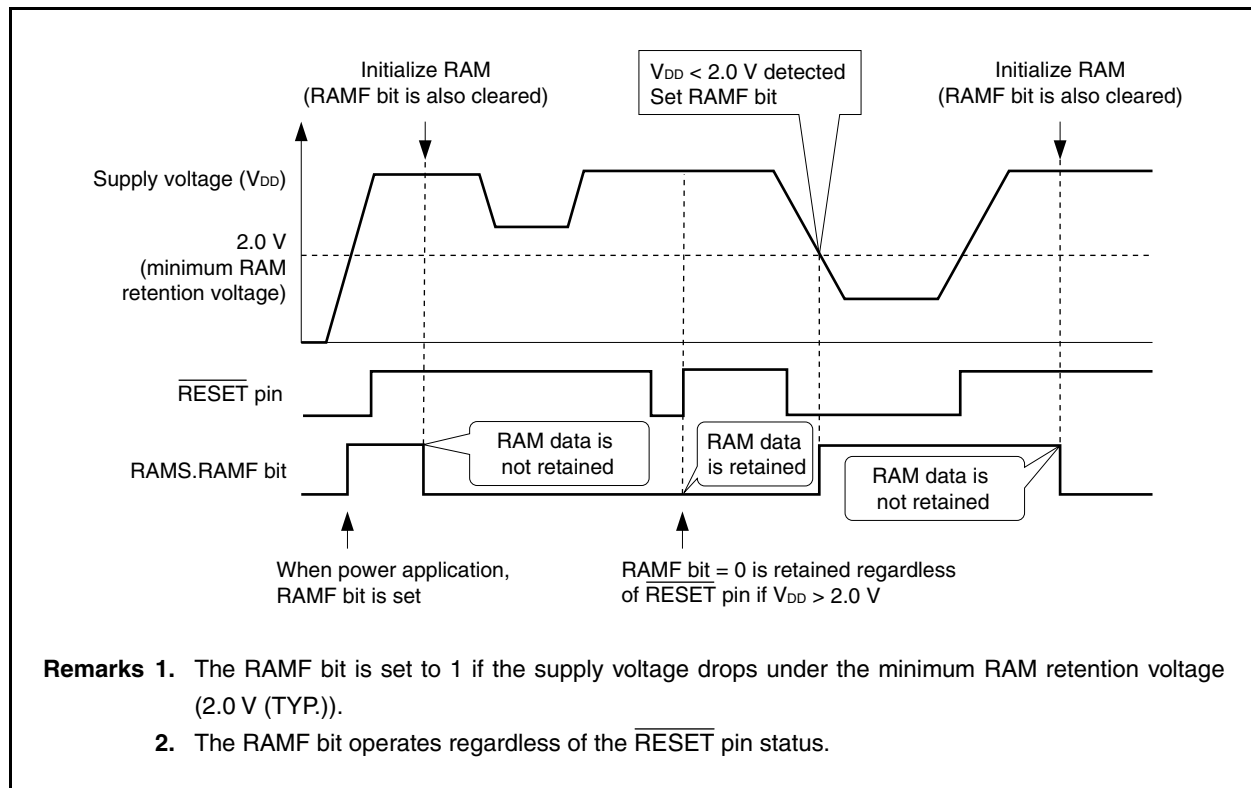 Initialize RAM
(RAMF bit is also cleared)
VDD < 2.0 V detected
Set RAMF bit
Initialize RAM
(RAMF bit is also cleared)
Supply voltage (VDD)
2.0 V
(minimum RAM
retention voltage)
RESET pin
RAMS.RAMF bit
RAM data is
not retained
RAM data
is retained
RAM data is
not retained
When power application,
RAMF bit is set
RAMF bit = 0 is retained regardless
of RESET pin if VDD > 2.0 V
Remarks 1. The RAMF bit is set to 1 if the supply voltage drops under the minimum RAM retention voltage
(2.0 V (TYP.)).
2. The RAMF bit operates regardless of the RESET pin status.